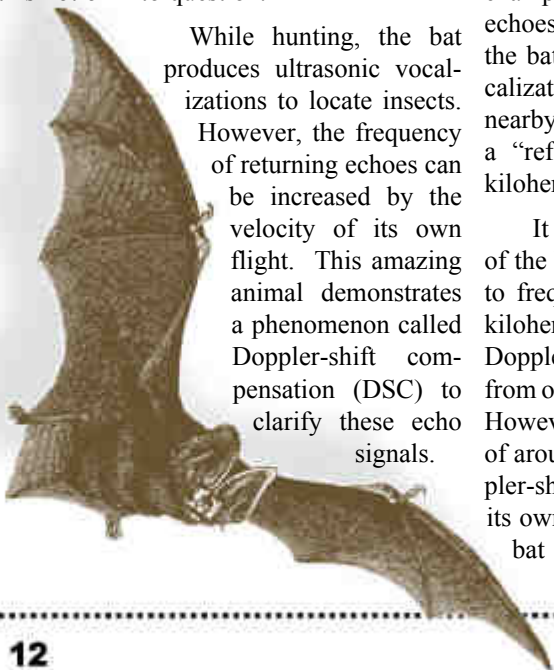 While hunting, the bat
produces ultrasonic vocal-
izations to locate insects.
However, the frequency
of returning echoes can
be increased by the
velocity of its own
flight. This amazing
animal demonstrates
a phenomenon called
Doppler-shift com-
pensation (DSC) to
clarify these echo
signals.
echoes
the bat
calizat
nearby
a “ref
kiloher
It
of the
to freq
kiloher
Dopple
from o
Howev
of arou
pler-sh
its own
bat
12